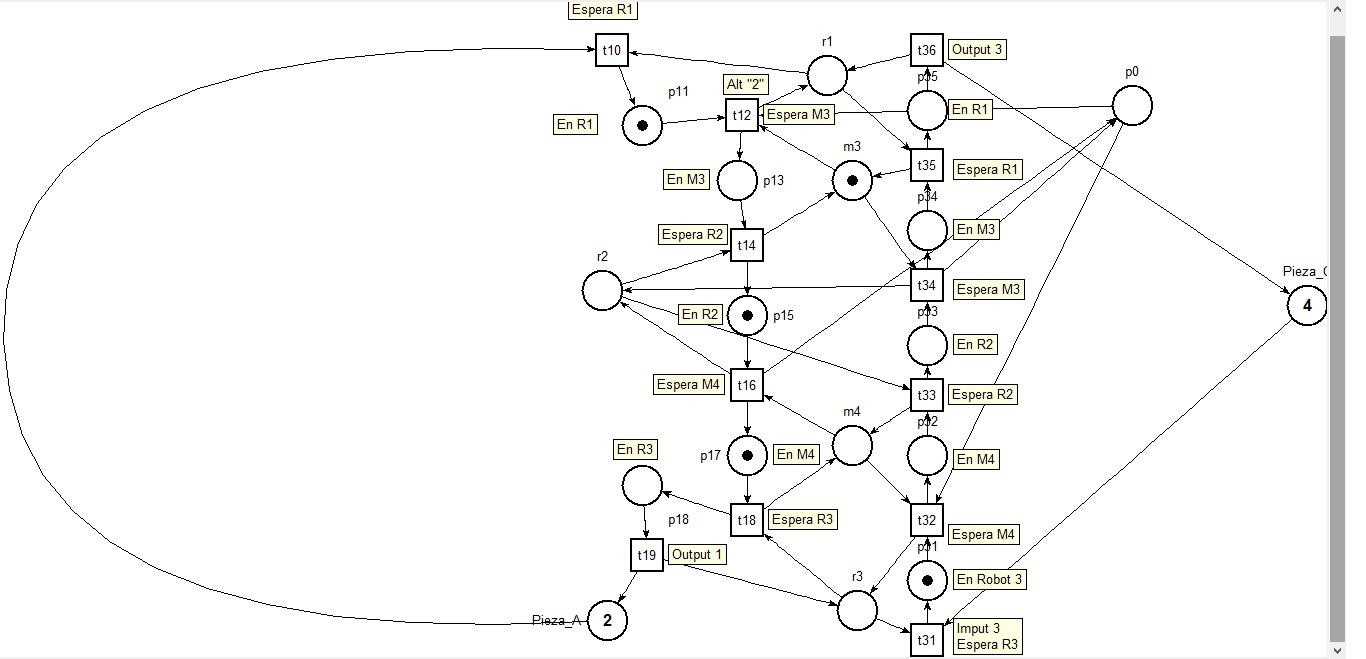 Espera R1
t10
r1
t36
Output 3
p35
p0
p11
Alt "2"
En R1
t12
Espera M3
En R1
m3
t35
Espera R1
En M3
p13
p34
Espera R2
t14
En M3
r2
t34
Espera M3
Pieza_C
4
En R2
p15
p33
En R2
Espera M4
t16
t33
Espera R2
m4
p32
En R3
p17
En M4
En M4
p18
t18
Espera R3
t32
Espera M4
t19
Output 1
p31
r3
En Robot 3
Pieza_A
2
t31
Imput 3
Espera R3